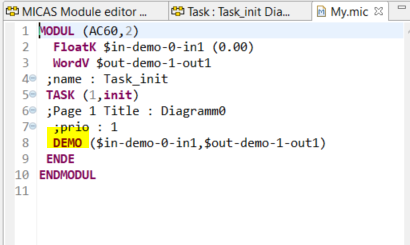 MICAS Module editor ...
Task : Task_init Dia...
My.mic
1 MODUL (AC60,2)
2 FloatK $in-demo-0-in1 (0.00)
3 WordV $out-demo-1-out1
4 ;name : Task_init
5 TASK (1,init)
6 ;Page 1 Title : Diagramm0
7 ;prio : 1
8 DEMO ($in-demo-0-in1,$out-demo-1-out1)
9 ENDE
10 ENDMODUL
11